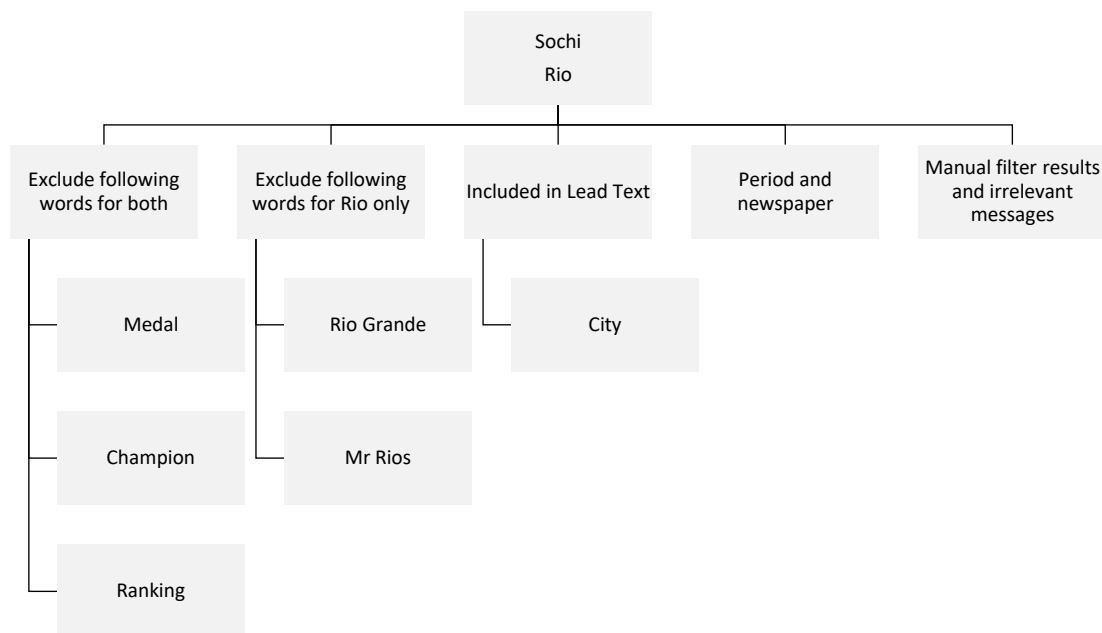 Sochi
Rio
Exclude following
words for both
Exclude following
words for Rio only
Included in Lead Text
Period and
newspaper
Manual filter results
and irrelevant
messages
Medal
Rio Grande
City
Champion
Mr Rios
Ranking